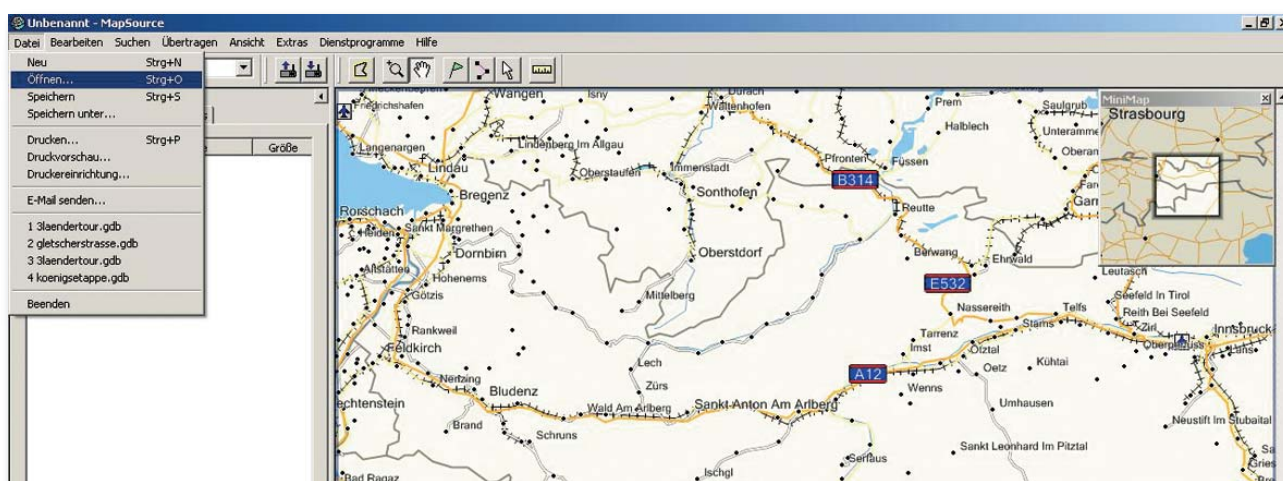 Unbenannt - MapSource
Datei Bearbeiten Suchen Übertragen Ansicht Extras Dienstprogramme Hilfe
Neu Strg+N
Öffnen... Strg+O
Speichern Strg+S
Speichern unter...
Drucken... Strg+P
Druckvorschau...
Druckereinrichtung...
E-Mail senden...
1 3laendertour.gdb
2 gletscherstrasse.gdb
3 3laendertour.gdb
4 koenigsetappe.gdb
Beenden
Größe
MiniMap
Strasbourg
Wangen
Isny
Durach
Waltenhofen
Prem
Saulgrub
Friedrichshafen
Halblech
Unteramme
Langenargen
Lindenberg Im Allgau
Oberan
Lindau
Oberstaufen
Immenstadt
Pfronten
Füssen
B314
Bregenz
Sonthofen
Reutte
Rorschach
Heiden
Sankt Margrethen
Dornbirn
Oberstdorf
Berwang
Ehrwald
Altstätten
Hohenems
E532
Leutasch
Götzis
Mittelberg
Nassereith
Telfs
Seefeld In Tirol
Reith Bei Seefeld
Rankweil
Tarrenz
Stams
Zirl
Innsbruck
Feldkirch
Imst
Ötztal
Oberperfuss
Lans
Lech
Oetz
Kühtai
Nenzing
A12
Bludenz
Zürs
Wenns
echtenstein
Wald Am Arlberg
Sankt Anton Am Arlberg
Umhausen
Brand
Neustift Im Stubaital
Schruns
Sankt Leonhard Im Pitztal
Serfaus
Gries
Bad Ragaz
Ischgl